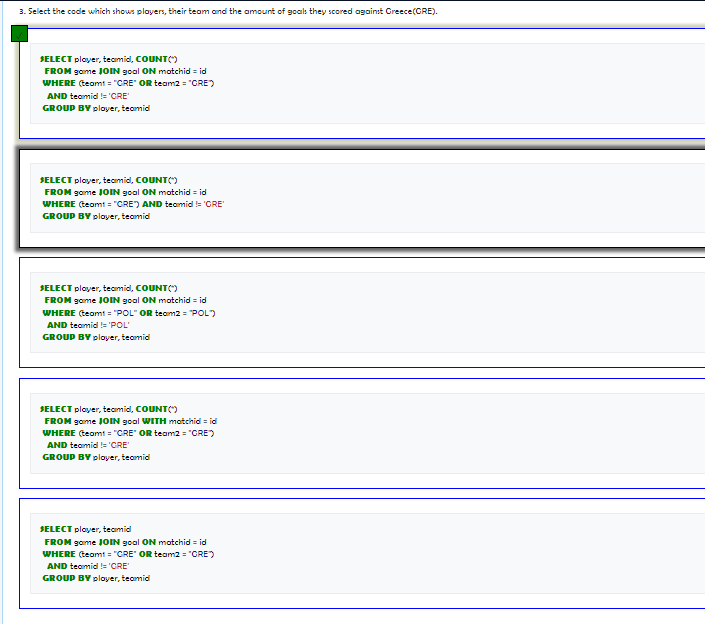 3. Select the code which shows players, their team and the amount of goals they scored against Greece(GRE).
SELECT player, teamid, COUNT(*)
FROM game JOIN goal ON matchid = id
WHERE (team1 = "GRE" OR team2 = "GRE")
AND teamid != 'GRE'
GROUP BY player, teamid
SELECT player, teamid, COUNT(*)
FROM game JOIN goal ON matchid = id
WHERE (team1 = "GRE") AND teamid != 'GRE'
GROUP BY player, teamid
SELECT player, teamid, COUNT(*)
FROM game JOIN goal ON matchid = id
WHERE (team1 = "POL" OR team2 = "POL")
AND teamid != 'POL'
GROUP BY player, teamid
SELECT player, teamid, COUNT(*)
FROM game JOIN goal WITH matchid = id
WHERE (team1 = "GRE" OR team2 = "GRE")
AND teamid != 'GRE'
GROUP BY player, teamid
SELECT player, teamid
FROM game JOIN goal ON matchid = id
WHERE (team1 = "GRE" OR team2 = "GRE")
AND teamid != 'GRE'
GROUP BY player, teamid